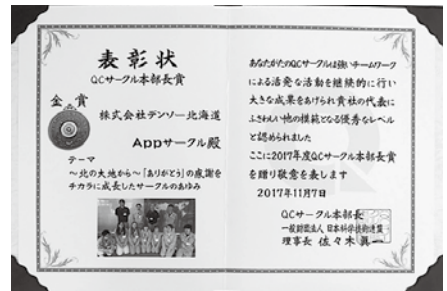 表彰状
QCサークル本部長賞
金賞
株式会社デンソー北海道
Appサークル殿
テーマ
～北の大地から～「ありがとう」の感謝を
チカラに成長したサークルのあゆみ
あなたがたのQCサークルは強いチームワーク
による活発な活動を継続的に行い
大きな成果をあげられ貴社の代表に
ふさわしい他の模範となる優秀なレベル
と認められました
ここに2017年度QCサークル本部長賞
を贈り敬意を表します
2017年11月7日
QCサークル本部長
一般財団法人 日本科学技術連盟
理事長 佐々木眞一